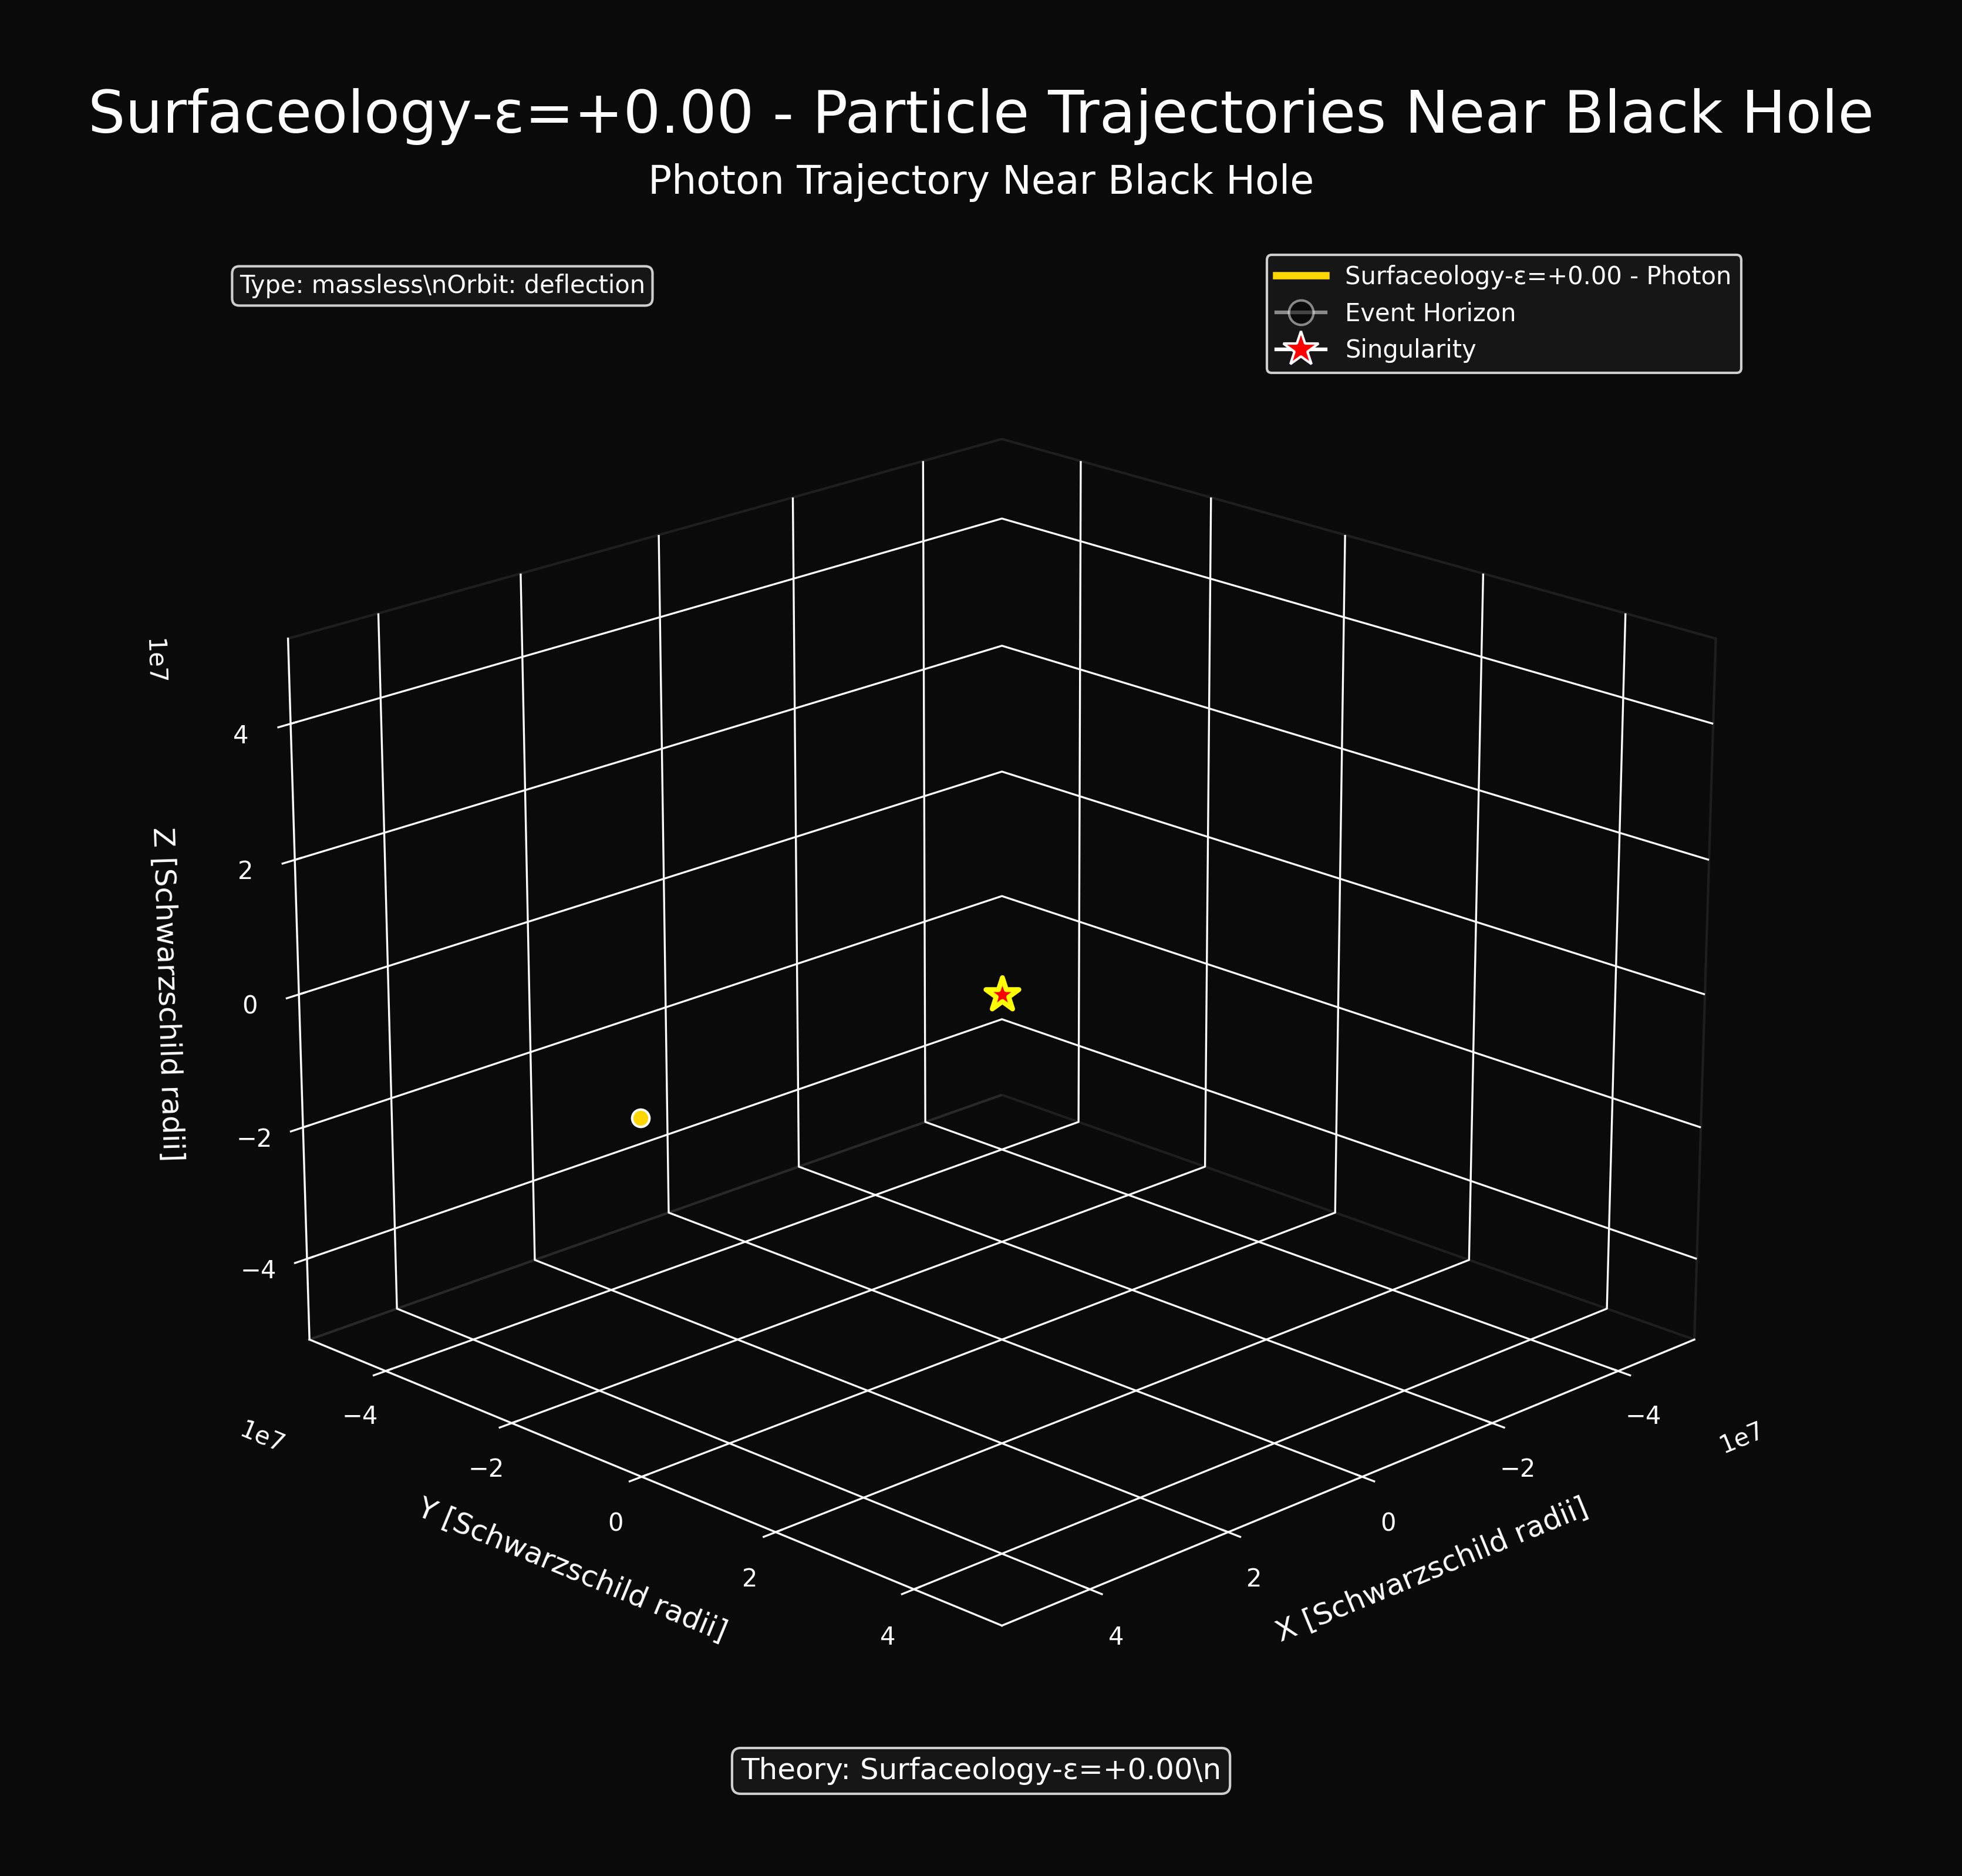 Surfaceology-ε=+0.00 - Particle Trajectories Near Black Hole
Photon Trajectory Near Black Hole
Type: massless\nOrbit: deflection
Surfaceology-ε=+0.00 - Photon
Event Horizon
Singularity
1e7
4
2
0
−2
−4
Z [Schwarzschild radii]
1e7
−4
−2
0
2
4
Y [Schwarzschild radii]
4
2
0
−2
−4
1e7
X [Schwarzschild radii]
Theory: Surfaceology-ε=+0.00\n